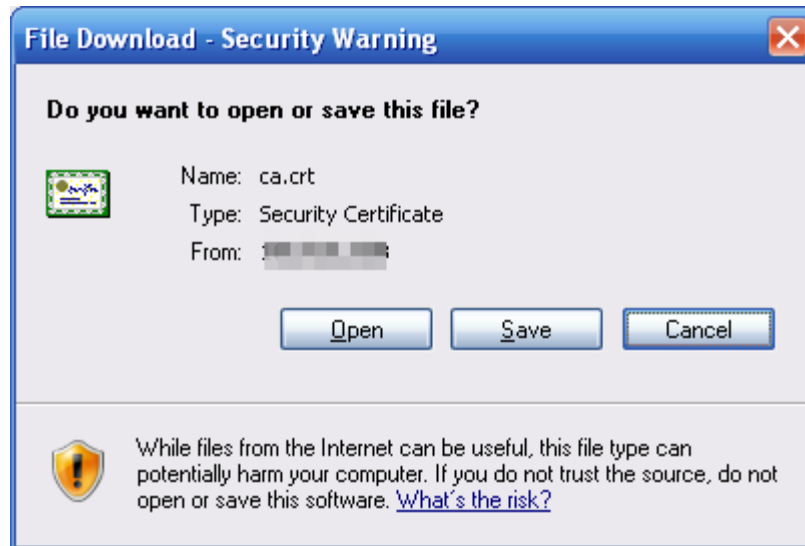 File Download - Security Warning
Do you want to open or save this file?
Name: ca.crt
Type: Security Certificate
From:
Open Save Cancel
While files from the Internet can be useful, this file type can
potentially harm your computer. If you do not trust the source, do not
open or save this software. What's the risk?